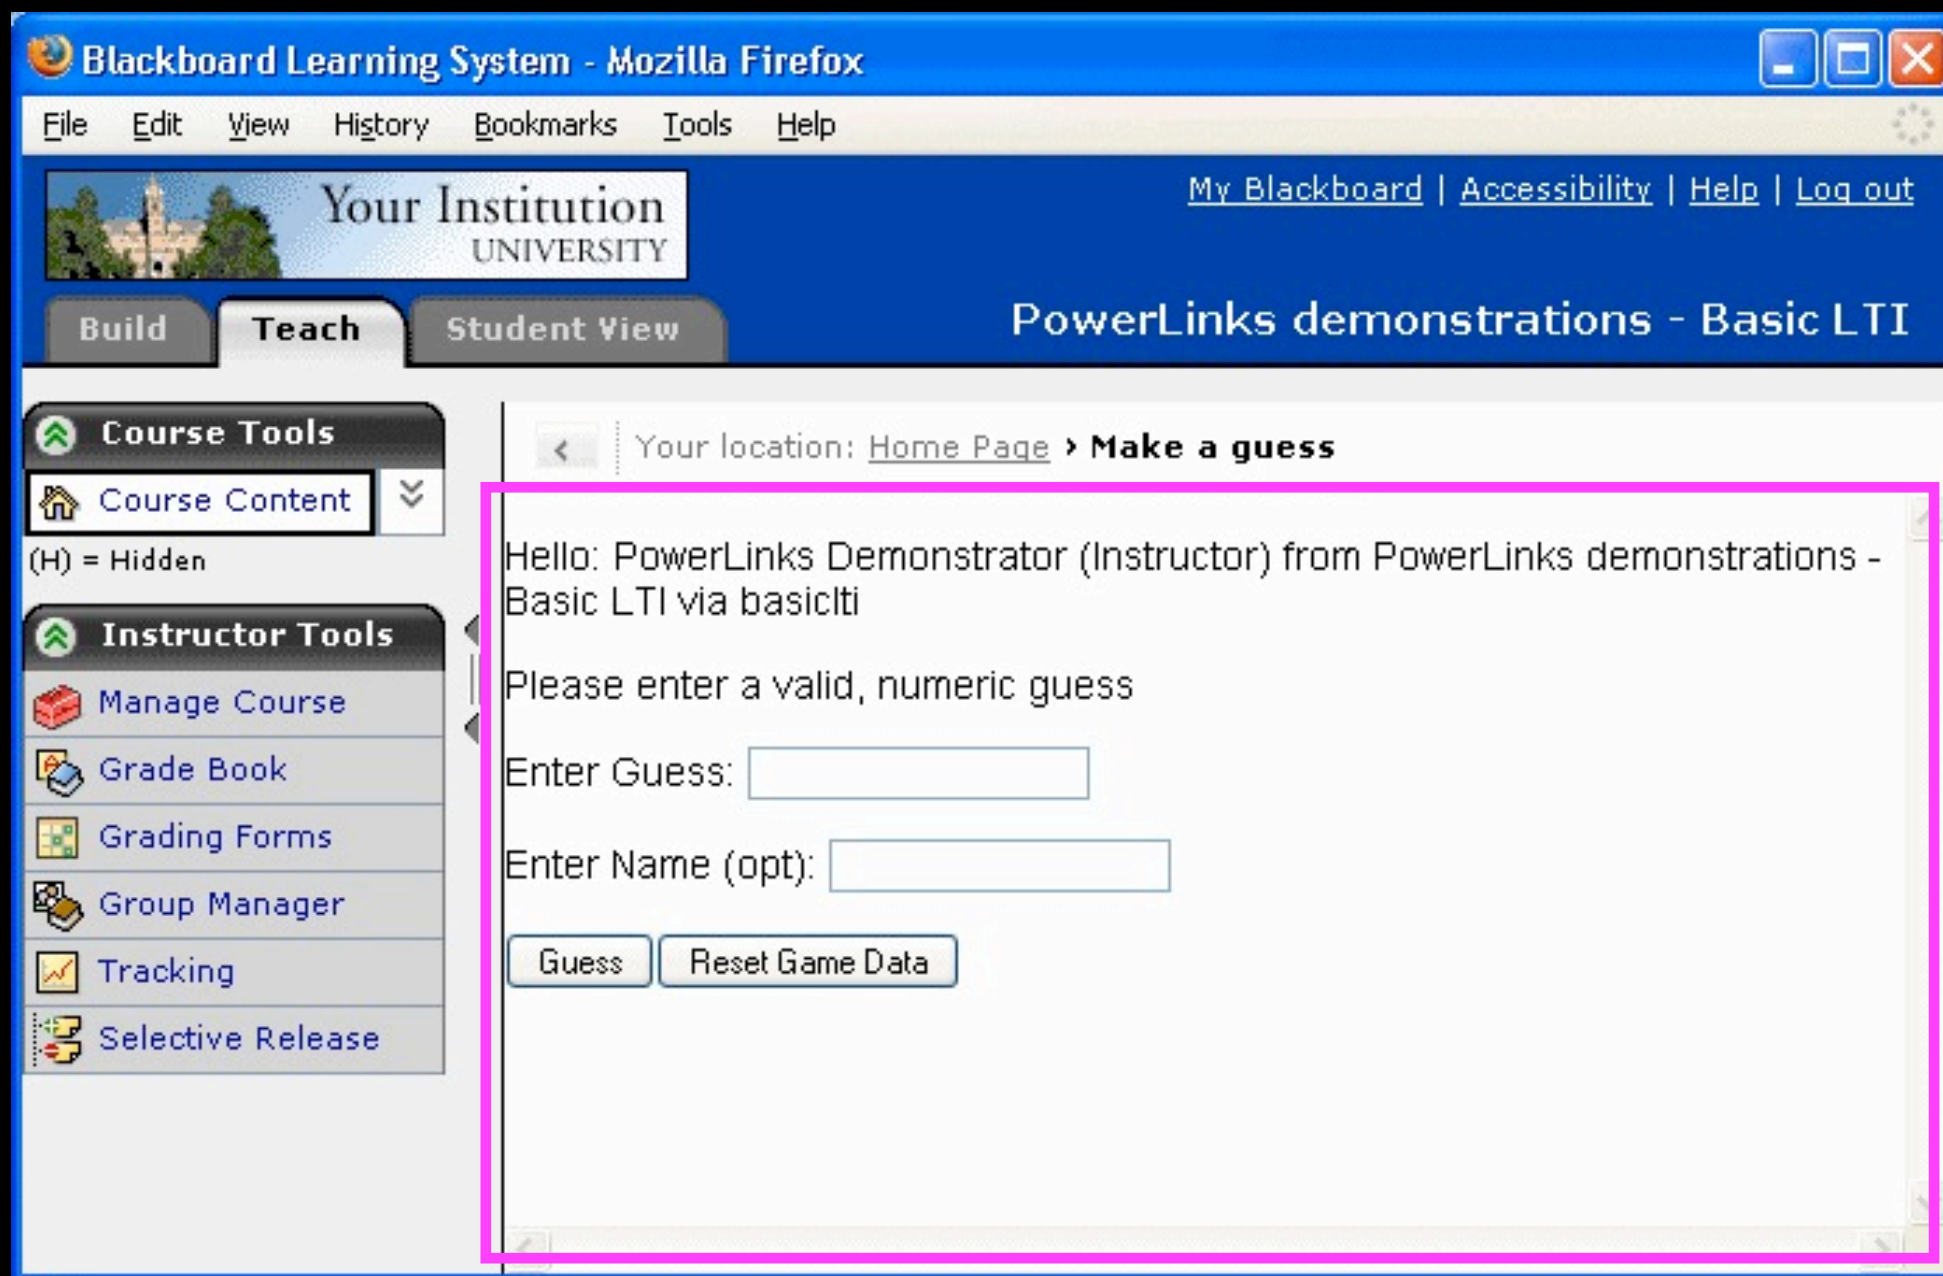 Blackboard Learning System - Mozilla Firefox
File Edit View History Bookmarks Tools Help
Your Institution
UNIVERSITY
My Blackboard | Accessibility | Help | Log out
Build Teach Student View
PowerLinks demonstrations - Basic LTI
Course Tools
Course Content
(H) = Hidden
Instructor Tools
Manage Course
Grade Book
Grading Forms
Group Manager
Tracking
Selective Release
Your location: Home Page › Make a guess
Hello: PowerLinks Demonstrator (Instructor) from PowerLinks demonstrations -
Basic LTI via basiclti
Please enter a valid, numeric guess
Enter Guess:
Enter Name (opt):
Guess Reset Game Data